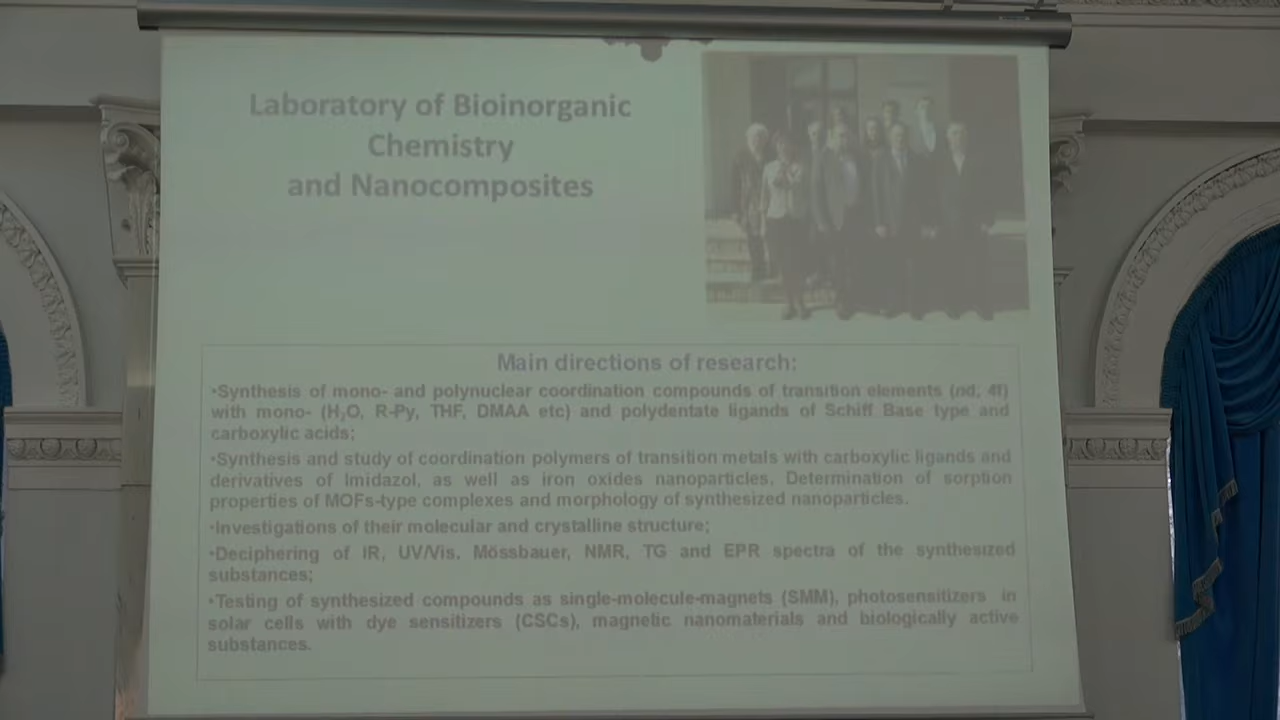 Laboratory of Bioinorganic
Chemistry
and Nanocomposites
Main directions of research:
•Synthesis of mono- and polynuclear coordination compounds of transition elements (nd, 4f)
with mono- (H₂O, R-Py, THF, DMAA etc) and polydentate ligands of Schiff Base type and
carboxylic acids;
•Synthesis and study of coordination polymers of transition metals with carboxylic ligands and
derivatives of Imidazol, as well as iron oxides nanoparticles. Determination of sorption
properties of MOFs-type complexes and morphology of synthesized nanoparticles.
•Investigations of their molecular and crystalline structure;
•Deciphering of IR, UV/Vis, Mössbauer, NMR, TG and EPR spectra of the synthesized
substances;
•Testing of synthesized compounds as single-molecule-magnets (SMM), photosensitizers in
solar cells with dye sensitizers (CSCs), magnetic nanomaterials and biologically active
substances.